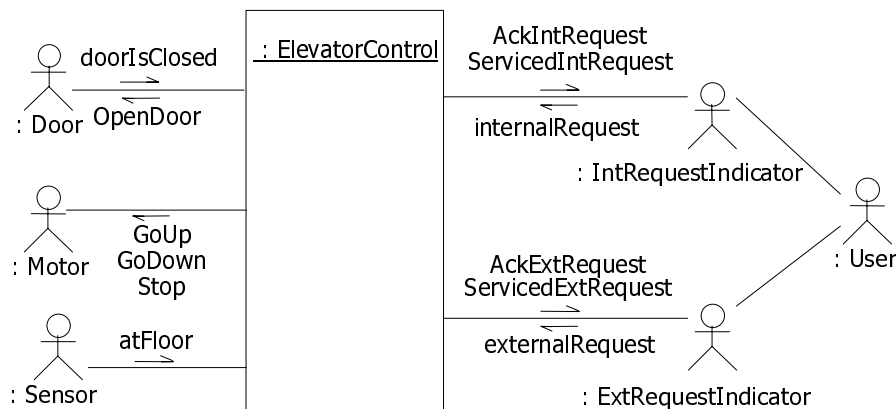 doorIsClosed
OpenDoor
: Door
: ElevatorControl
AckIntRequest
ServicedIntRequest
internalRequest
: IntRequestIndicator
GoUp
GoDown
Stop
: Motor
: User
AckExtRequest
ServicedExtRequest
externalRequest
: ExtRequestIndicator
atFloor
: Sensor